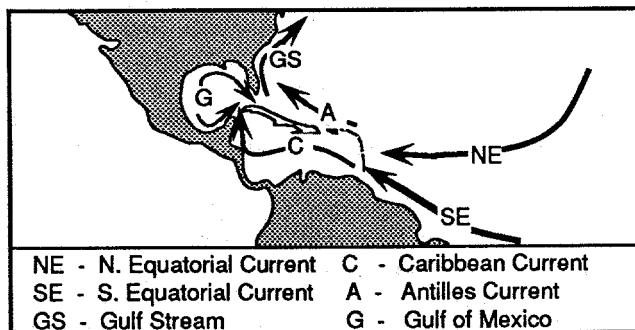 GS
G
A
C
NE
SE
NE - N. Equatorial Current C - Caribbean Current
SE - S. Equatorial Current A - Antilles Current
GS - Gulf Stream G - Gulf of Mexico